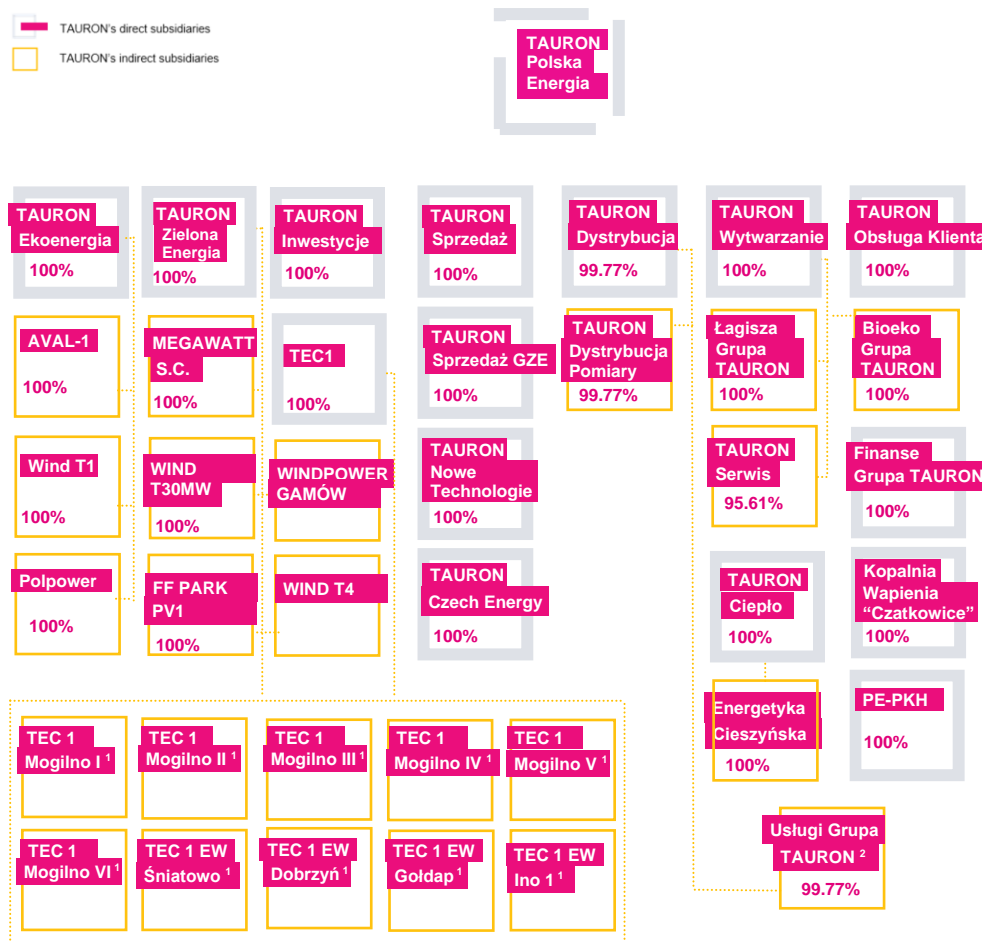 TAURON's direct subsidiaries
TAURON's indirect subsidiaries
TAURON
Polska
Energia
TAURON
Ekoenergia
100%
TAURON
Zielona
Energia
100%
TAURON
Inwestycje
100%
TAURON
Sprzedaż
100%
TAURON
Dystrybucja
99.77%
TAURON
Wytwarzanie
100%
TAURON
Obsługa Klienta
100%
AVAL-1
100%
MEGAWATT
S.C.
100%
TEC1
100%
TAURON
Sprzedaż GZE
100%
TAURON
Dystrybucja
Pomiary
99.77%
Łagisza
Grupa
TAURON
100%
Bioeko
Grupa
TAURON
100%
Wind T1
100%
WIND
T30MW
100%
WINDPOWER
GAMÓW
TAURON
Nowe
Technologie
100%
TAURON
Serwis
95.61%
Finanse
Grupa TAURON
100%
Polpower
100%
FF PARK
PV1
100%
WIND T4
TAURON
Czech Energy
100%
TAURON
Ciepło
100%
Kopalnia
Wapienia
“Czatkowice”
100%
Energetyka
Cieszyńska
100%
PE-PKH
100%
TEC 1
Mogilno I ¹
TEC 1
Mogilno II ¹
TEC 1
Mogilno III ¹
TEC 1
Mogilno IV ¹
TEC 1
Mogilno V ¹
TEC 1
Mogilno VI ¹
TEC 1 EW
Śniatowo ¹
TEC 1 EW
Dobrzyń ¹
TEC 1 EW
Gołdap ¹
TEC 1 EW
Ino 1 ¹
Usługi Grupa
TAURON ²
99.77%